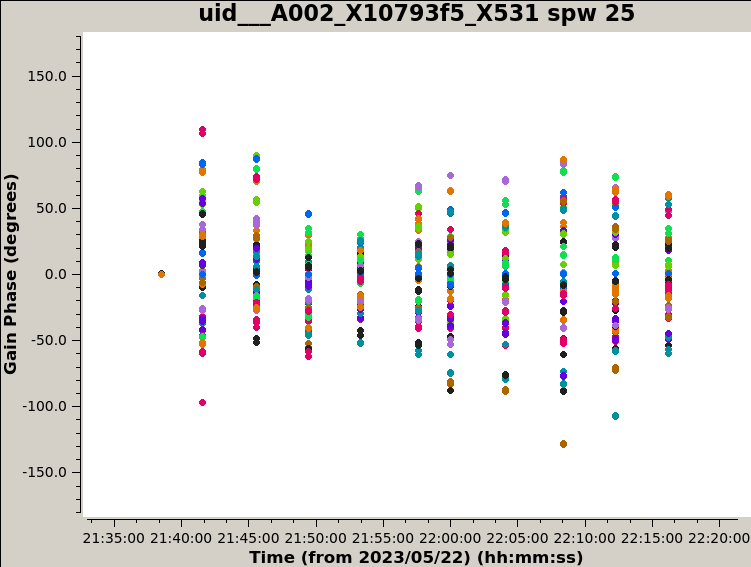 uid___A002_X10793f5_X531 spw 25
Gain Phase (degrees)
150.0
100.0
50.0
0.0
-50.0
-100.0
-150.0
21:35:00 21:40:00 21:45:00 21:50:00 21:55:00 22:00:00 22:05:00 22:10:00 22:15:00 22:20:00
Time (from 2023/05/22) (hh:mm:ss)